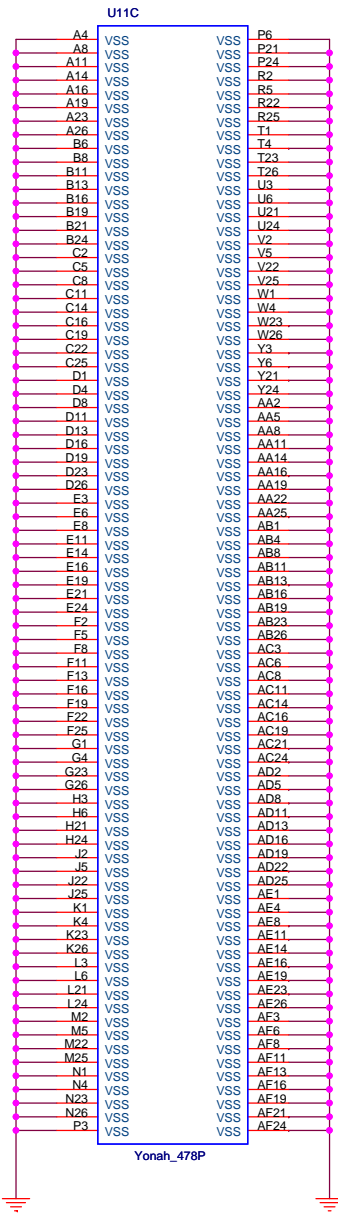 U11C
A4 VSS VSS P6
A8 VSS VSS P21
A11 VSS VSS P24
A14 VSS VSS R2
A16 VSS VSS R5
A19 VSS VSS R22
A23 VSS VSS R25
A26 VSS VSS T1
B6 VSS VSS T4
B8 VSS VSS T23
B11 VSS VSS T26
B13 VSS VSS U3
B16 VSS VSS U6
B19 VSS VSS U21
B21 VSS VSS U24
B24 VSS VSS V2
C2 VSS VSS V5
C5 VSS VSS V22
C8 VSS VSS V25
C11 VSS VSS W1
C14 VSS VSS W4
C16 VSS VSS W23
C19 VSS VSS W26
C22 VSS VSS Y3
C25 VSS VSS Y6
D1 VSS VSS Y21
D4 VSS VSS Y24
D8 VSS VSS AA2
D11 VSS VSS AA5
D13 VSS VSS AA8
D16 VSS VSS AA11
D19 VSS VSS AA14
D23 VSS VSS AA16
D26 VSS VSS AA19
E3 VSS VSS AA22
E6 VSS VSS AA25
E8 VSS VSS AB1
E11 VSS VSS AB4
E14 VSS VSS AB8
E16 VSS VSS AB11
E19 VSS VSS AB13
E21 VSS VSS AB16
E24 VSS VSS AB19
F2 VSS VSS AB23
F5 VSS VSS AB26
F8 VSS VSS AC3
F11 VSS VSS AC6
F13 VSS VSS AC8
F16 VSS VSS AC11
F19 VSS VSS AC14
F22 VSS VSS AC16
F25 VSS VSS AC19
G1 VSS VSS AC21
G4 VSS VSS AC24
G23 VSS VSS AD2
G26 VSS VSS AD5
H3 VSS VSS AD8
H6 VSS VSS AD11
H21 VSS VSS AD13
H24 VSS VSS AD16
J2 VSS VSS AD19
J5 VSS VSS AD22
J22 VSS VSS AD25
J25 VSS VSS AE1
K1 VSS VSS AE4
K4 VSS VSS AE8
K23 VSS VSS AE11
K26 VSS VSS AE14
L3 VSS VSS AE16
L6 VSS VSS AE19
L21 VSS VSS AE23
L24 VSS VSS AE26
M2 VSS VSS AF3
M5 VSS VSS AF6
M22 VSS VSS AF8
M25 VSS VSS AF11
N1 VSS VSS AF13
N4 VSS VSS AF16
N23 VSS VSS AF19
N26 VSS VSS AF21
P3 VSS VSS AF24
Yonah_478P